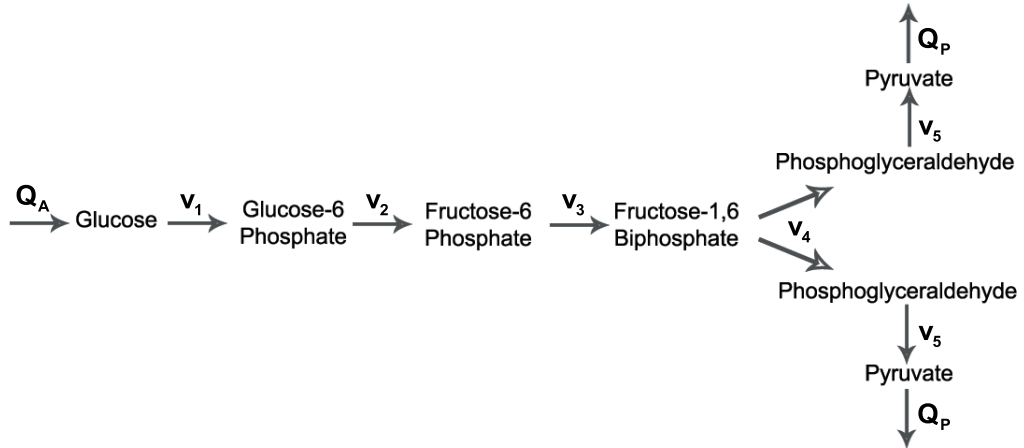 Q_P
Pyruvate
v_5
Phosphoglyceraldehyde
Q_A
Glucose
v_1
Glucose-6
Phosphate
v_2
Fructose-6
Phosphate
v_3
Fructose-1,6
Biphosphate
v_4
Phosphoglyceraldehyde
v_5
Pyruvate
Q_P